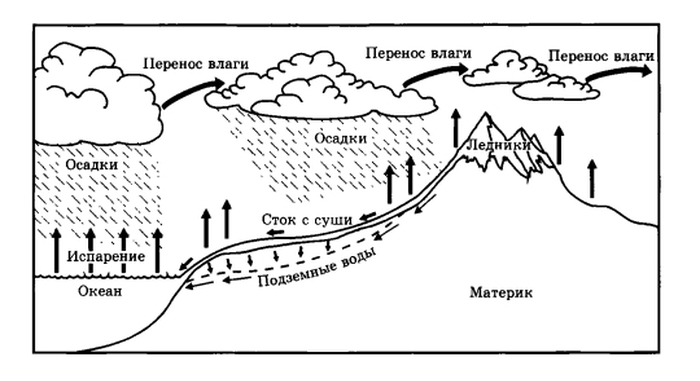 Перенос влаги
Перенос влаги
Перенос влаги
Осадки
Осадки
Ледники
Сток с суши
Испарение
Подземные воды
Океан
Материк